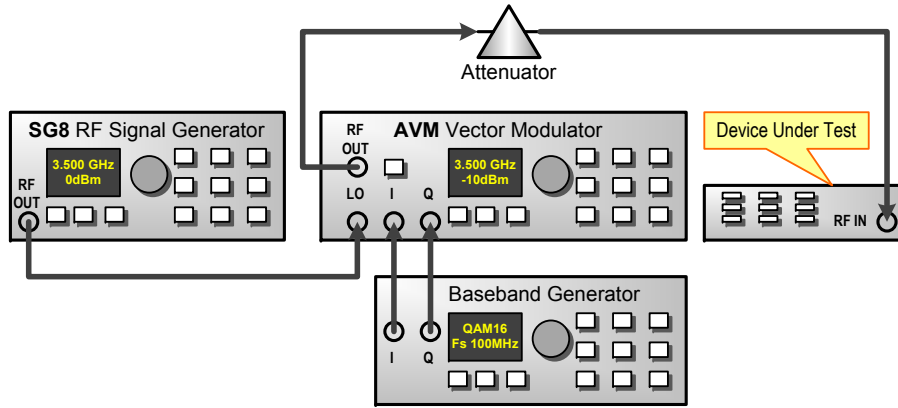 Attenuator
SG8 RF Signal Generator
3.500 GHz
0dBm
RF
OUT
AVM Vector Modulator
RF
OUT
3.500 GHz
-10dBm
LO I Q
Device Under Test
RF IN
Baseband Generator
QAM16
Fs 100MHz
I Q